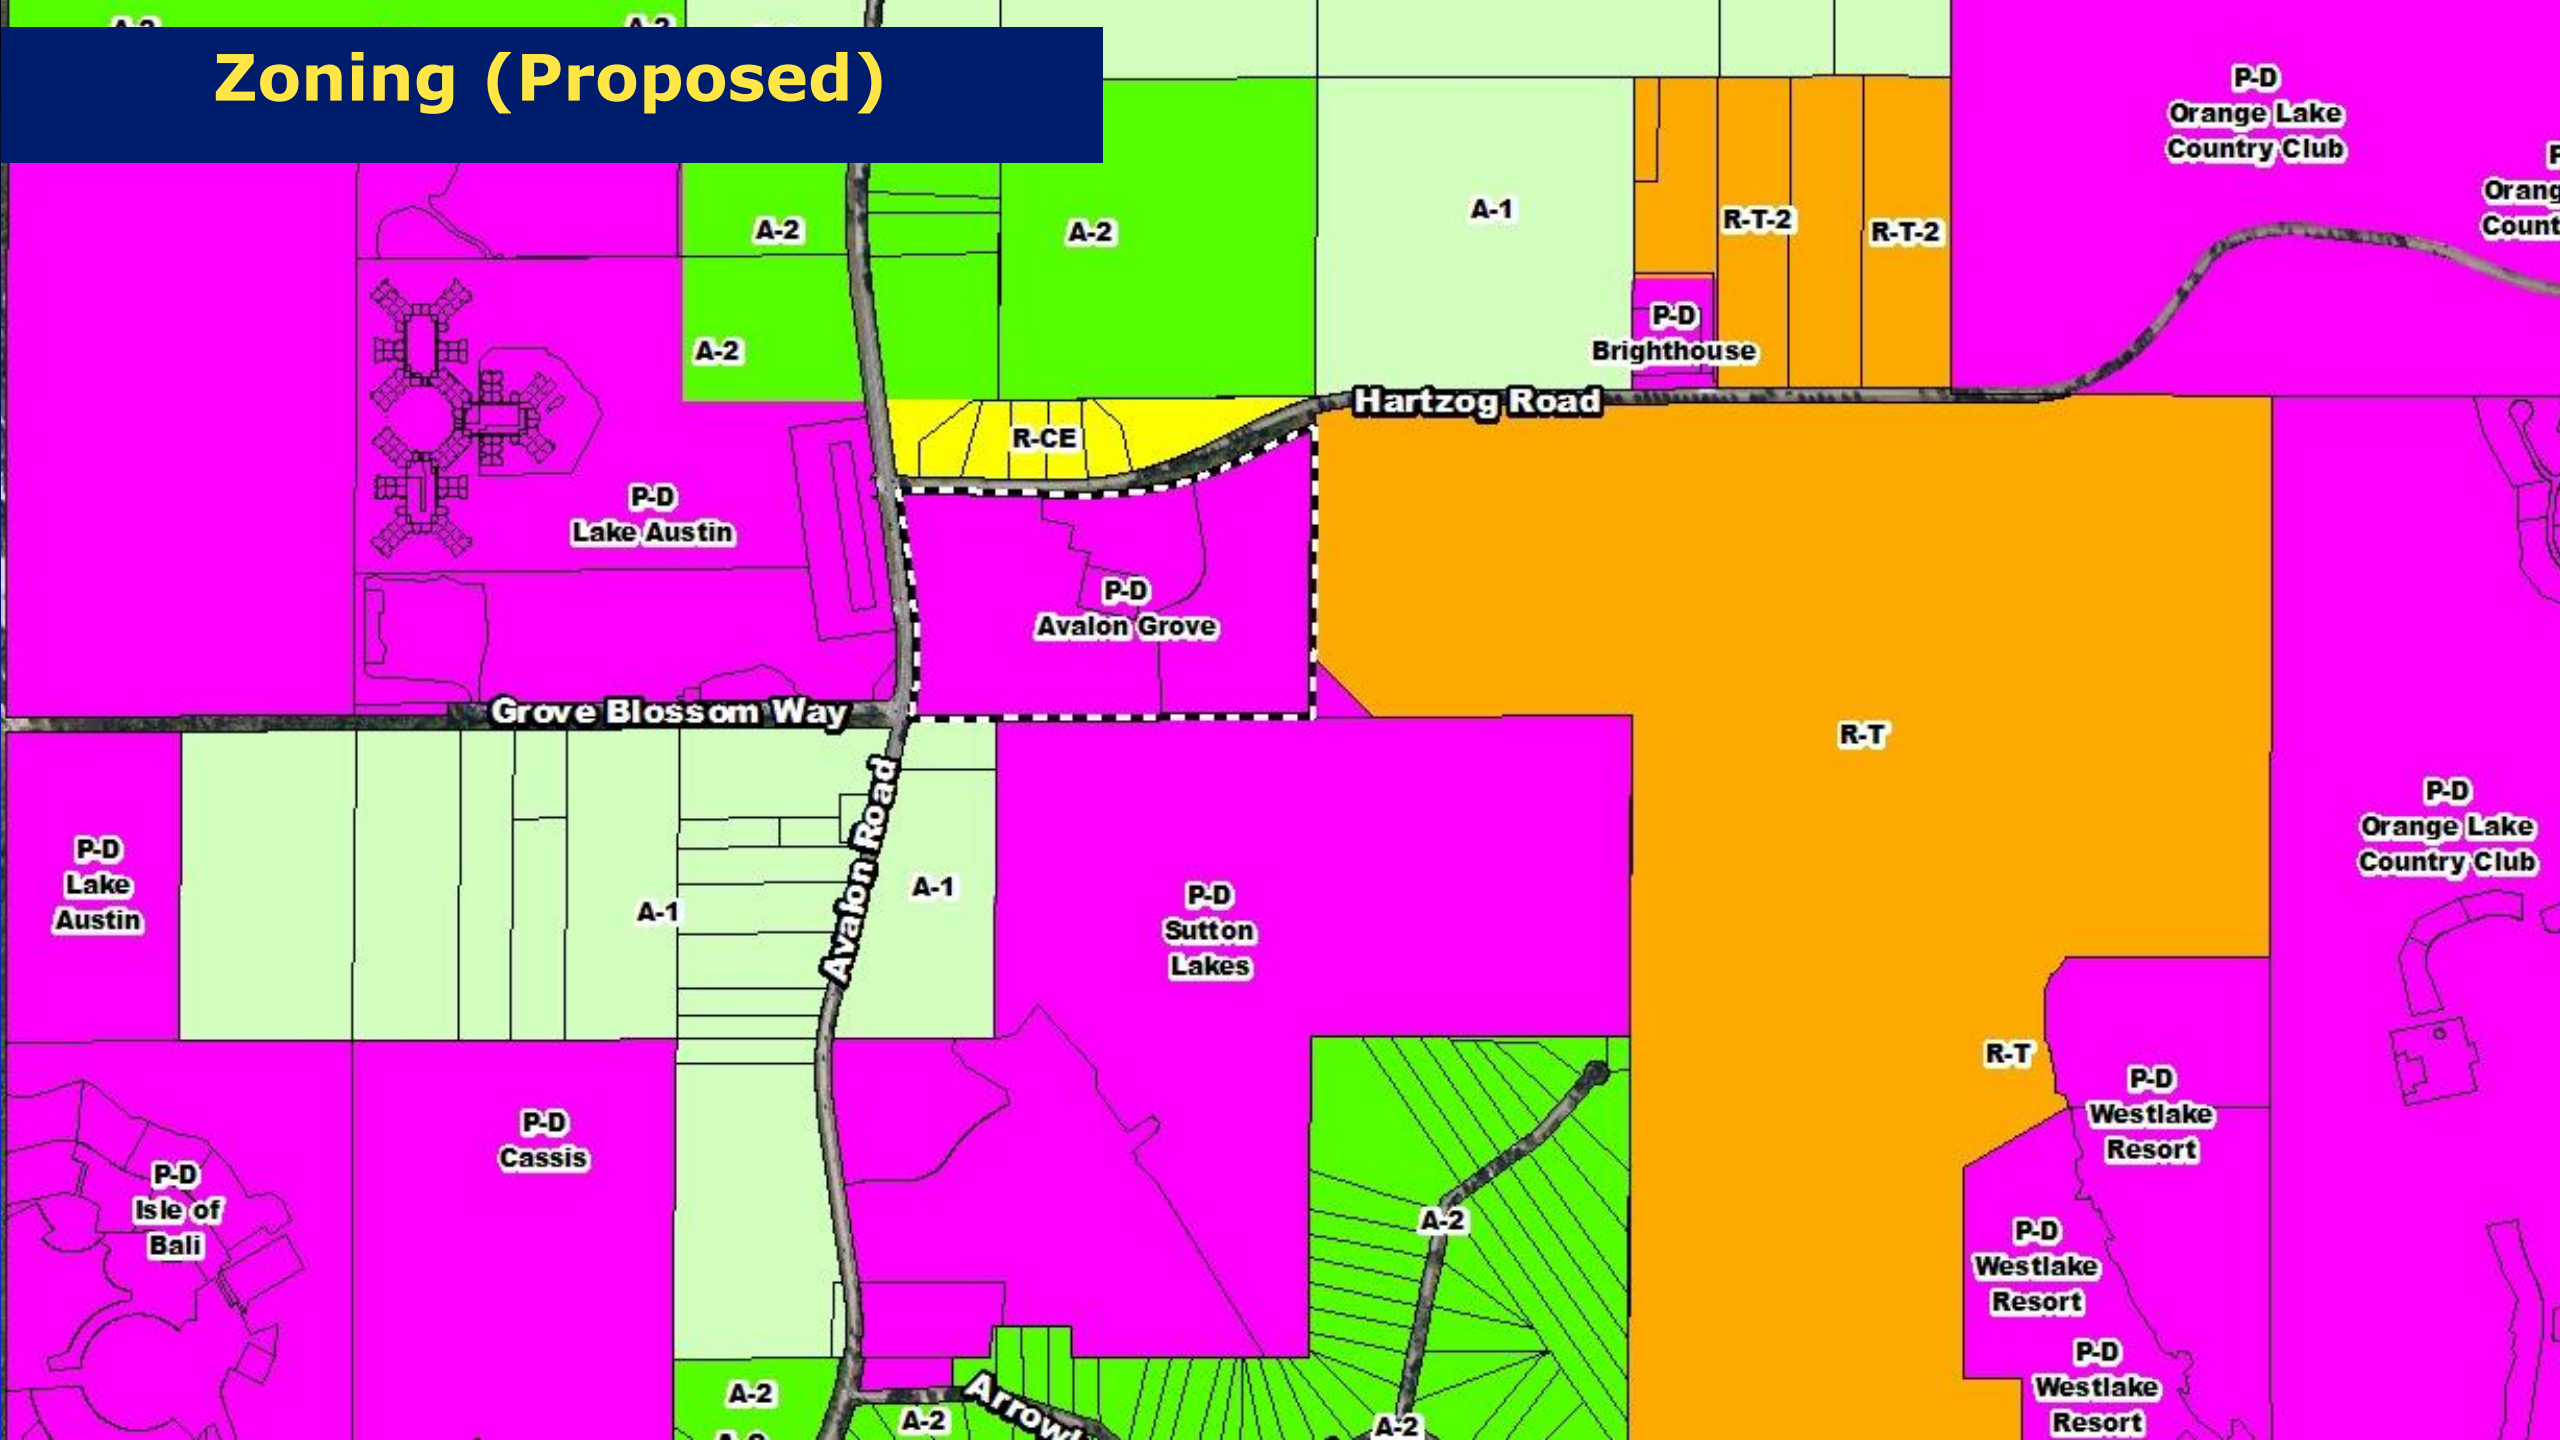 Zoning (Proposed)
P-D
Orange Lake
Country Club
A-2
A-2
A-1
R-T-2
R-T-2
A-2
P-D
Brighthouse
Hartzog Road
R-CE
P-D
Lake Austin
P-D
Avalon Grove
Grove Blossom Way
R-T
Avalon Road
P-D
Orange Lake
Country Club
P-D
Lake
Austin
A-1
A-1
P-D
Sutton
Lakes
R-T
P-D
Westlake
Resort
P-D
Cassis
P-D
Isle of
Bali
A-2
P-D
Westlake
Resort
P-D
Westlake
Resort
A-2
A-2
A-2